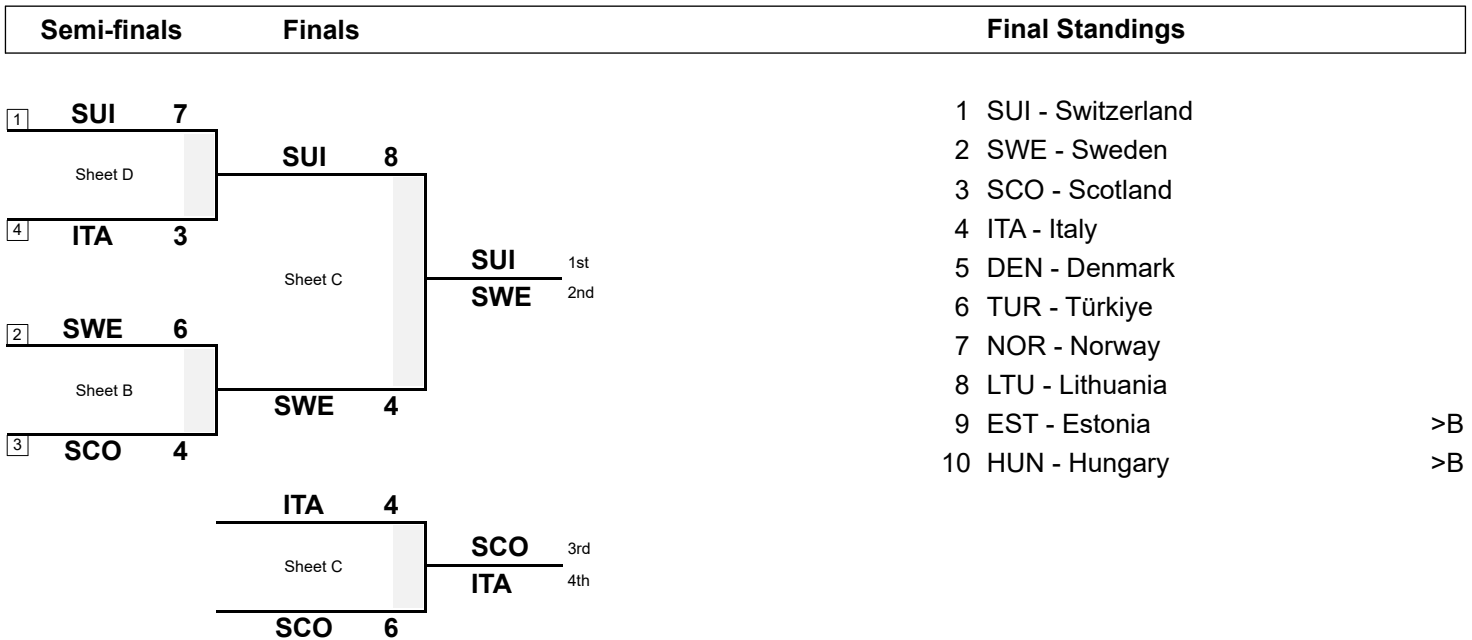 Semi-finals Finals Final Standings
1 SUI 7
Sheet D
4 ITA 3
2 SWE 6
Sheet B
3 SCO 4
SUI 8
Sheet C
SWE 4
SUI 1st
SWE 2nd
ITA 4
Sheet C
SCO 6
SCO 3rd
ITA 4th
1 SUI - Switzerland
2 SWE - Sweden
3 SCO - Scotland
4 ITA - Italy
5 DEN - Denmark
6 TUR - Türkiye
7 NOR - Norway
8 LTU - Lithuania
9 EST - Estonia >B
10 HUN - Hungary >B